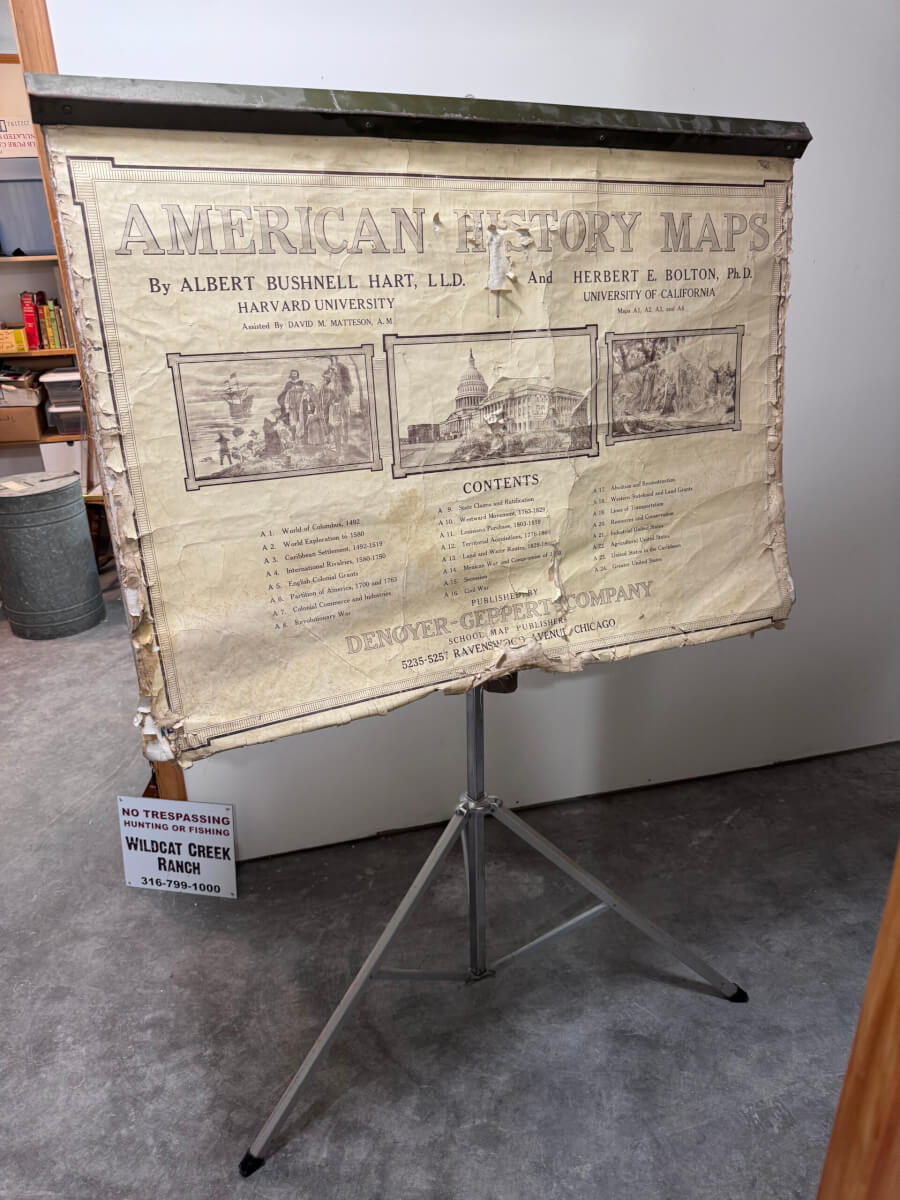 AMERICAN HISTORY MAPS
By ALBERT BUSHNELL HART, LL.D. And HERBERT E. BOLTON, Ph.D.
HARVARD UNIVERSITY UNIVERSITY OF CALIFORNIA
Assisted By DAVID M. MATTESON, A.M. Maps A1, A2, A3, and A4
CONTENTS
A 1. World of Columbus, 1492
A 2. World Exploration to 1580
A 3. Caribbean Settlement, 1492-1519
A 4. International Rivalries, 1580-1750
A 5. English Colonial Grants
A 6. Partition of America, 1700 and 1763
A 7. Colonial Commerce and Industries
A 8. Revolutionary War
A 9. State Claims and Ratification
A 10. Westward Movement, 1763-1829
A 11. Louisiana Purchase, 1803-1819
A 12. Territorial Acquisitions,
A 13. Land and Water Routes,
A 14. Mexican War and Compromise of
A 15. Secession
A 16. Civil War
A 17. Abolition and Reconstruction
A 18. Western Statehood and Land Grants
A 19. Lines of Transportation
A 20. Resources and Conservation
A 21. Industrial United States
A 22. Agricultural United States
A 23. United States in the Caribbean
A 24. Greater United States
PUBLISHED BY
DENOYER-GEPPERT COMPANY
SCHOOL MAP PUBLISHERS
5235-5257 RAVENSWOOD AVENUE CHICAGO
NO TRESPASSING
HUNTING OR FISHING
WILDCAT CREEK
RANCH
316-799-1000